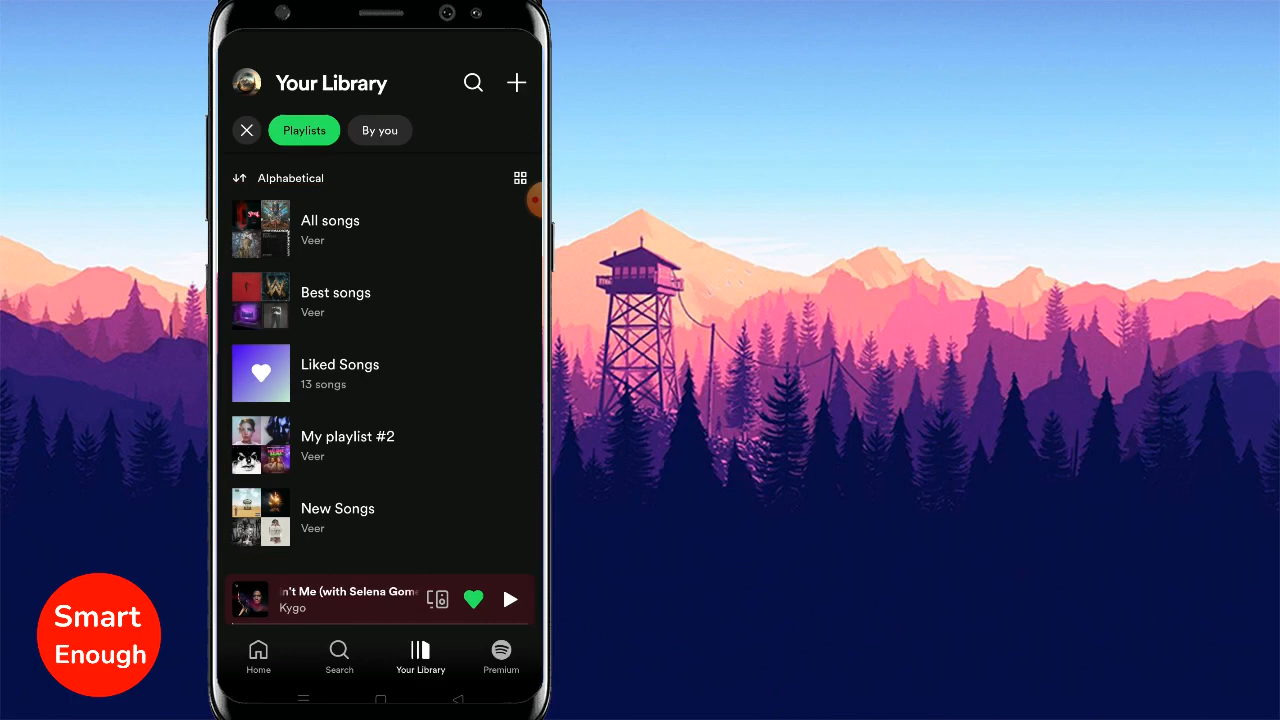 Your Library
Playlists
By you
Alphabetical
All songs
Veer
Best songs
Veer
Liked Songs
13 songs
My playlist #2
Veer
New Songs
Veer
n't Me (with Selena Gom
Kygo
Home
Search
Your Library
Premium
Smart
Enough